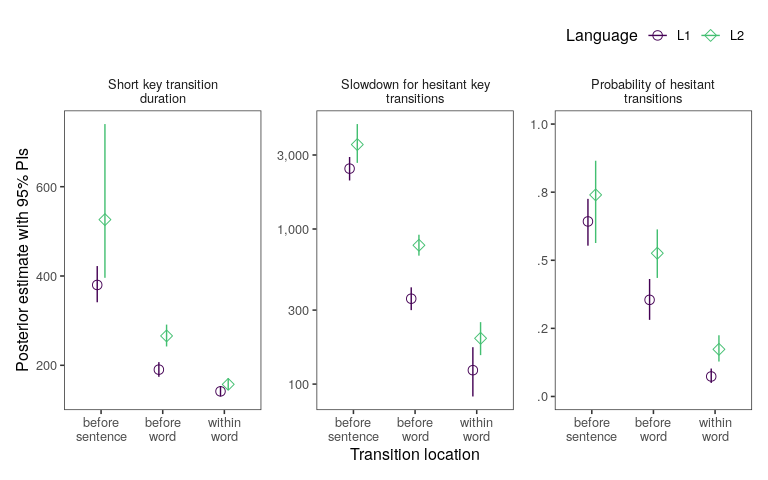 Language L1 L2
Short key transition
duration
Slowdown for hesitant key
transitions
Probability of hesitant
transitions
Posterior estimate with 95% PIs
600
400
200
3,000
1,000
300
100
1.0
.8
.5
.2
.0
before
sentence
before
word
within
word
before
sentence
before
word
within
word
before
sentence
before
word
within
word
Transition location